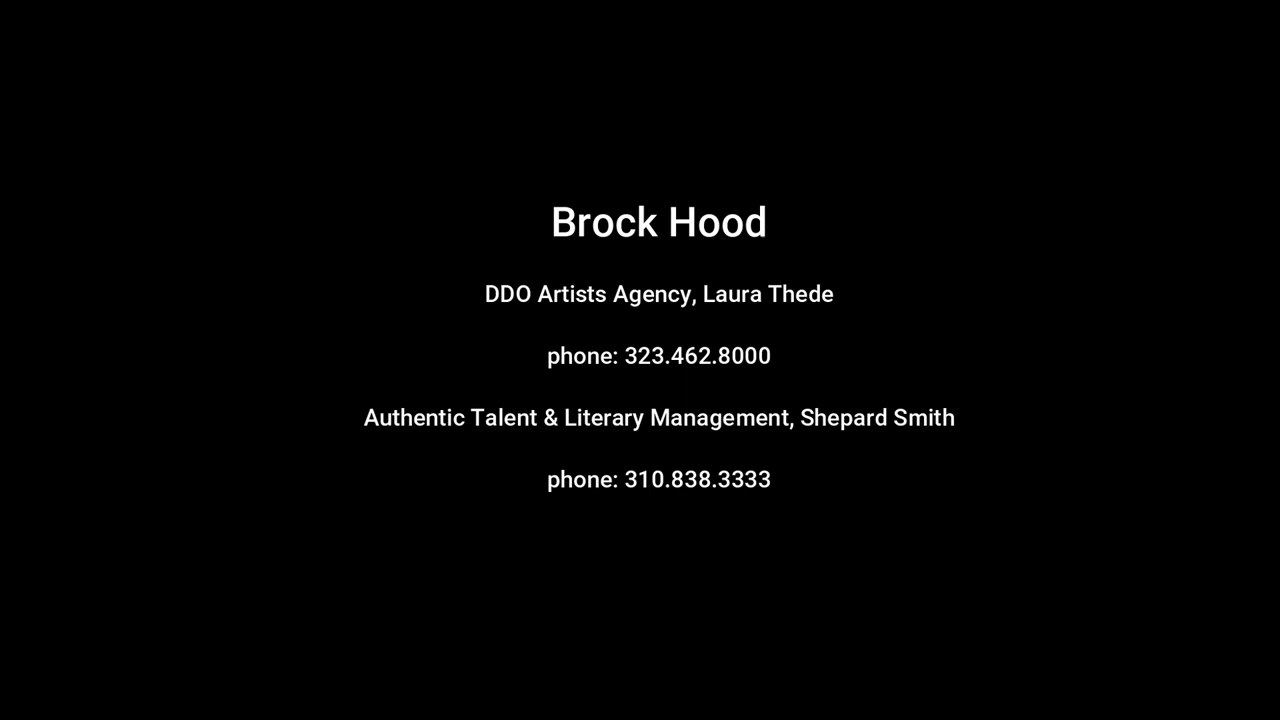 Brock Hood
DDO Artists Agency, Laura Thede
phone: 323.462.8000
Authentic Talent & Literary Management, Shepard Smith
phone: 310.838.3333